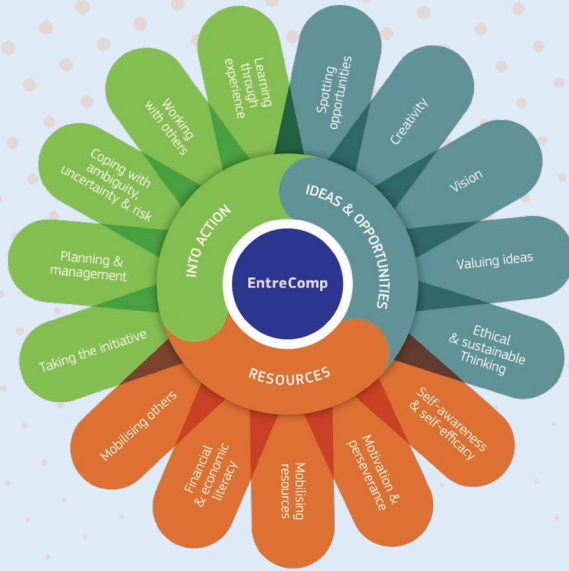 EntreComp
IDEAS & OPPORTUNITIES
Spotting
opportunities
Creativity
Vision
Valuing ideas
Ethical
& sustainable
Thinking
RESOURCES
Self-awareness
& self-efficacy
Motivation &
perseverance
Mobilising
resources
Financial
& economic
literacy
Mobilising others
INTO ACTION
Taking the initiative
Planning &
management
Coping with
ambiguity,
uncertainty & risk
Working
with others
Learning
through
experience